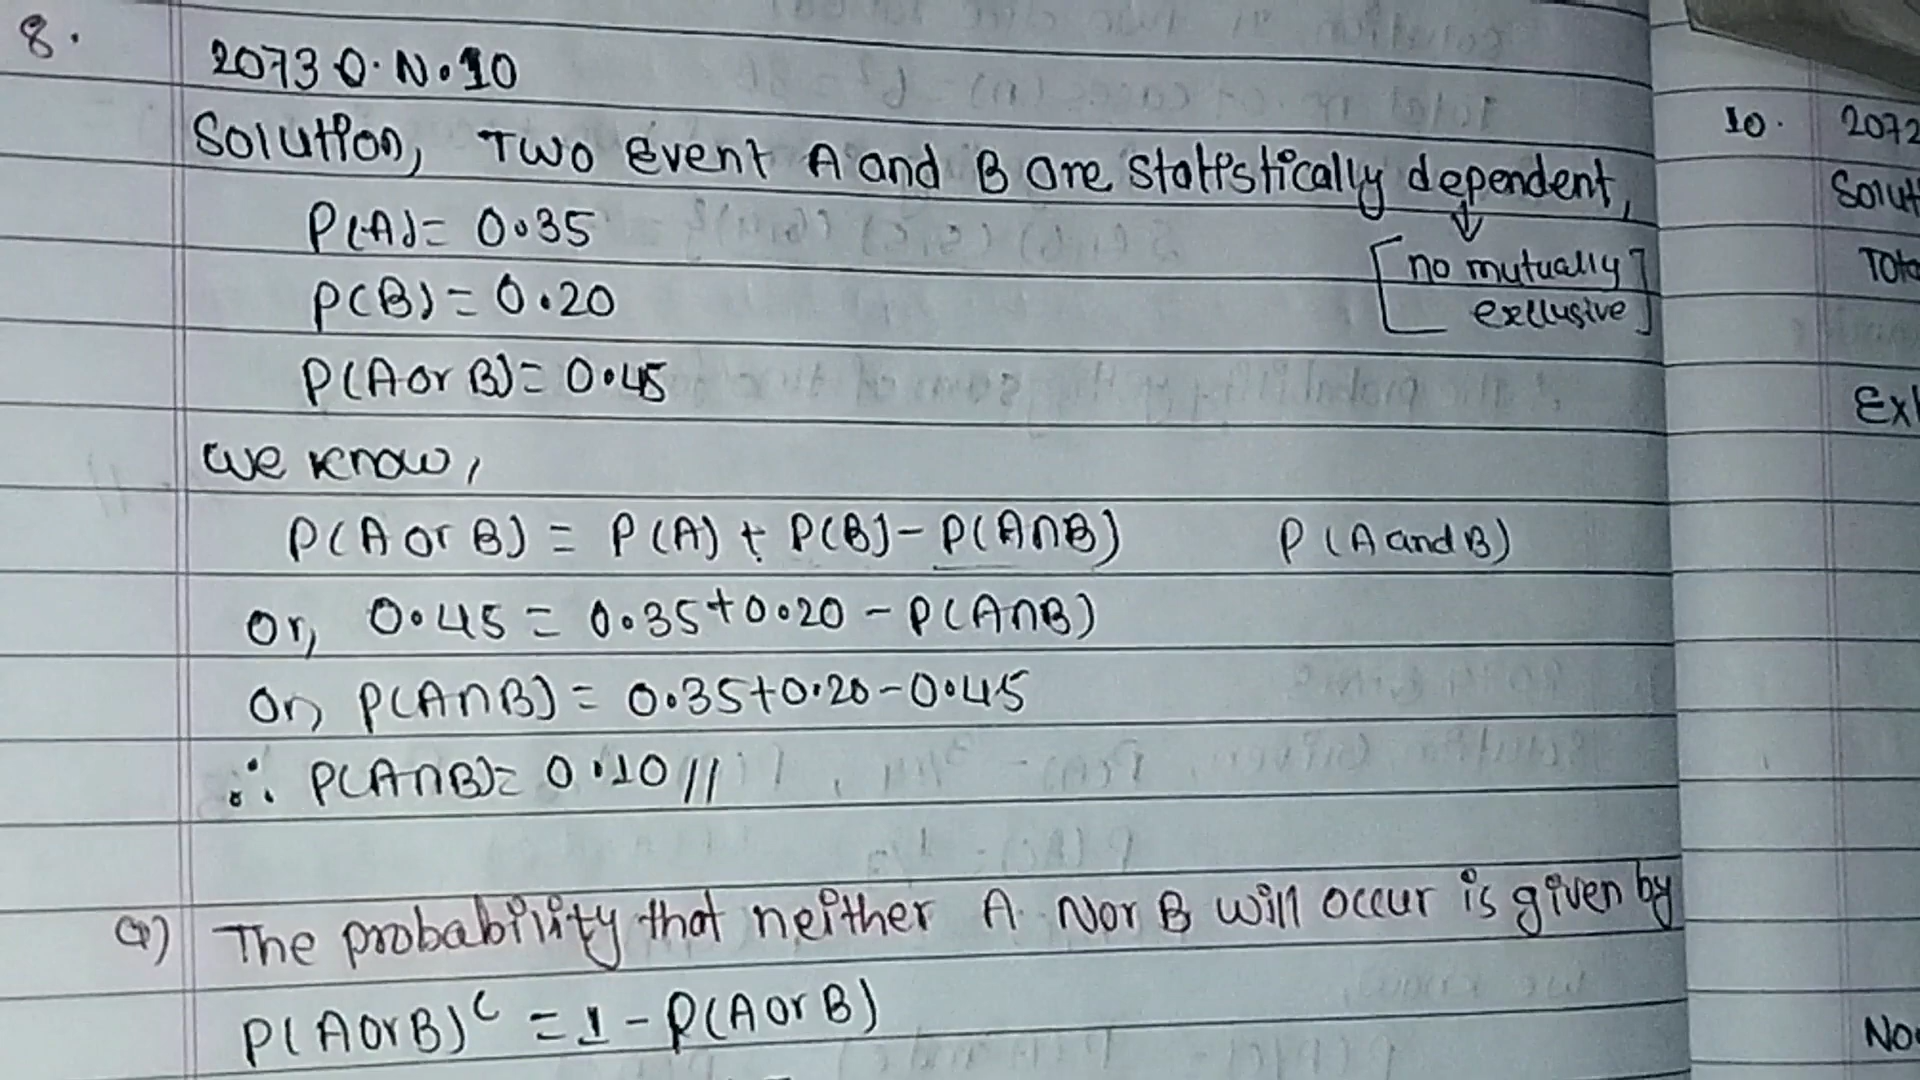 8.
2073 Q.N.10
Solution, Two event A and B are statistically dependent,
P(A) = 0.35
[no mutually]
P(B) = 0.20
exclusive]
P(A or B) = 0.45
we know,
P(A or B) = P(A) + P(B) - P(A∩B)    P(A and B)
or, 0.45 = 0.35+0.20 - P(A∩B)
or, P(A∩B) = 0.35+0.20-0.45
∴ P(A∩B) = 0.10//
a) The probability that neither A Nor B will occur is given by
P(A or B)ᶜ = 1 - P(A or B)
10. 2072
Solut
Tota
Ex
No